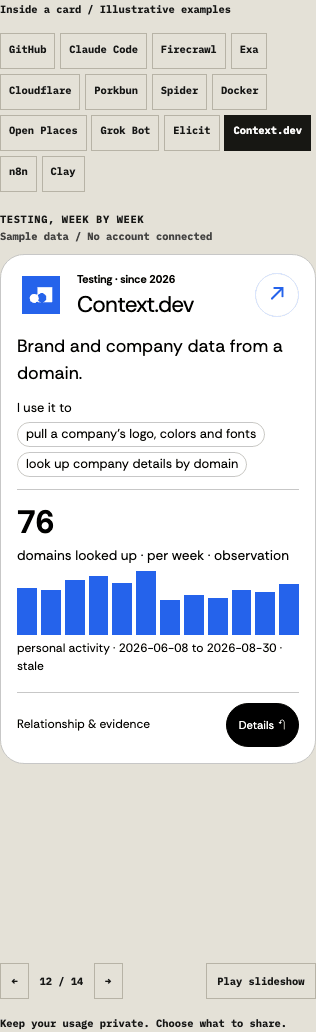 Inside a card / Illustrative examples
GitHub Claude Code Firecrawl Exa
Cloudflare Porkbun Spider Docker
Open Places Grok Bot Elicit Context.dev
n8n Clay
TESTING, WEEK BY WEEK
Sample data / No account connected
Testing · since 2026
Context.dev
Brand and company data from a
domain.
I use it to
pull a company's logo, colors and fonts
look up company details by domain
76
domains looked up · per week · observation
personal activity · 2026-06-08 to 2026-08-30 ·
stale
Relationship & evidence
Details
← 12 / 14 → Play slideshow
Keep your usage private. Choose what to share.